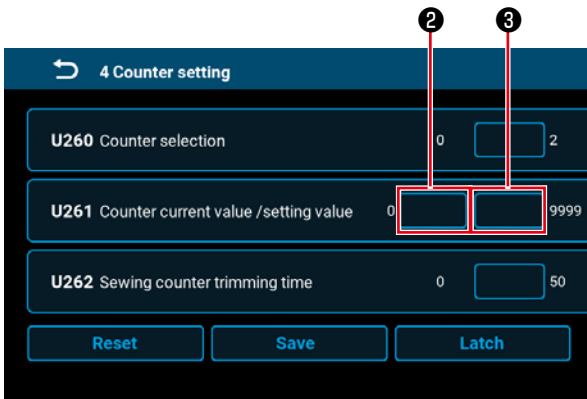 ❷ ❸
4 Counter setting
U260 Counter selection 0 2
U261 Counter current value /setting value 0 9999
U262 Sewing counter trimming time 0 50
Reset Save Latch